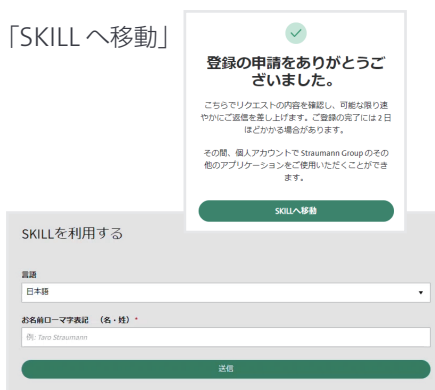 「SKILL へ移動」
登録の申請をありがとうご
ざいました。
こちらでリクエストの内容を確認し、可能な限り速
やかにご返信を差し上げます。ご登録の完了には2日
ほどかかる場合があります。
その間、個人アカウントで Straumann Group のその
他のアプリケーションをご使用いただくことができ
ます。
SKILLへ移動
SKILLを利用する
言語
日本語
お名前ローマ字表記 （名・姓）*
例: Taro Straumann
送信